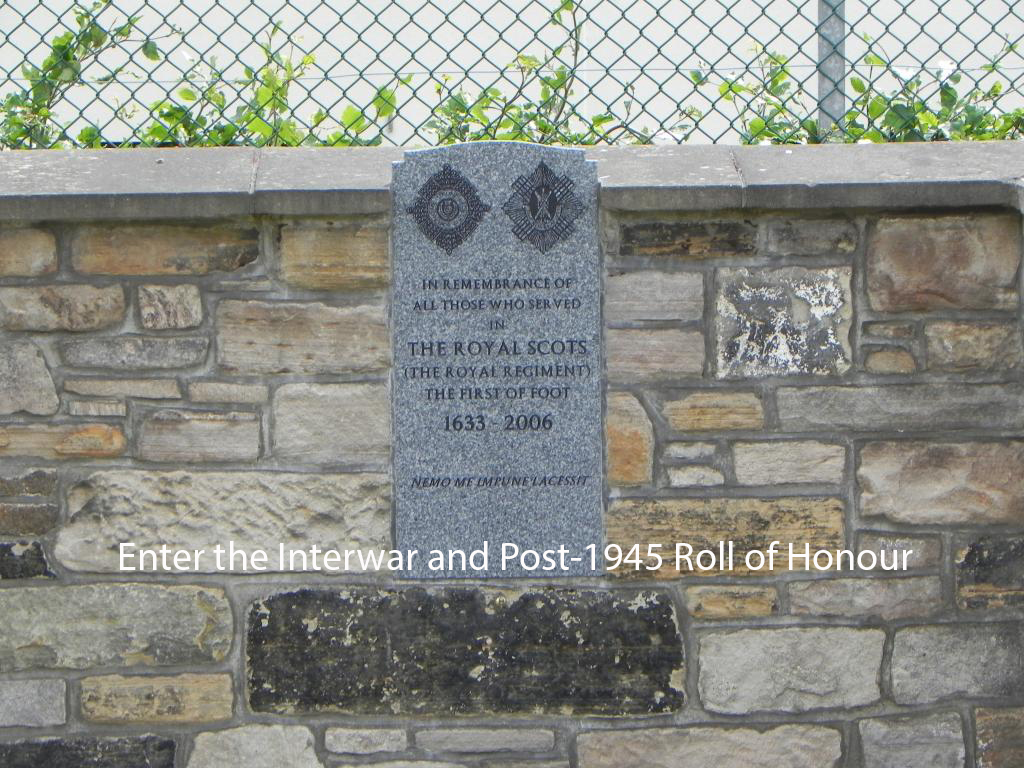 IN REMEMBRANCE OF
ALL THOSE WHO SERVED
IN
THE ROYAL SCOTS
(THE ROYAL REGIMENT)
THE FIRST OF FOOT
1633 - 2006
NEMO ME IMPUNE LACESSIT
Enter the Interwar and Post-1945 Roll of Honour